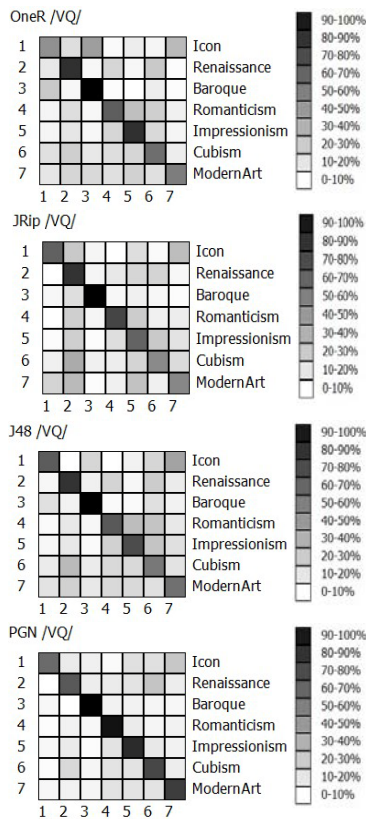 OneR /VQ/
1 Icon
2 Renaissance
3 Baroque
4 Romanticism
5 Impressionism
6 Cubism
7 ModernArt
1 2 3 4 5 6 7
90-100%
80-90%
70-80%
60-70%
50-60%
40-50%
30-40%
20-30%
10-20%
0-10%
JRip /VQ/
1 Icon
2 Renaissance
3 Baroque
4 Romanticism
5 Impressionism
6 Cubism
7 ModernArt
1 2 3 4 5 6 7
90-100%
80-90%
70-80%
60-70%
50-60%
40-50%
30-40%
20-30%
10-20%
0-10%
J48 /VQ/
1 Icon
2 Renaissance
3 Baroque
4 Romanticism
5 Impressionism
6 Cubism
7 ModernArt
1 2 3 4 5 6 7
90-100%
80-90%
70-80%
60-70%
50-60%
40-50%
30-40%
20-30%
10-20%
0-10%
PGN /VQ/
1 Icon
2 Renaissance
3 Baroque
4 Romanticism
5 Impressionism
6 Cubism
7 ModernArt
1 2 3 4 5 6 7
90-100%
80-90%
70-80%
60-70%
50-60%
40-50%
30-40%
20-30%
10-20%
0-10%